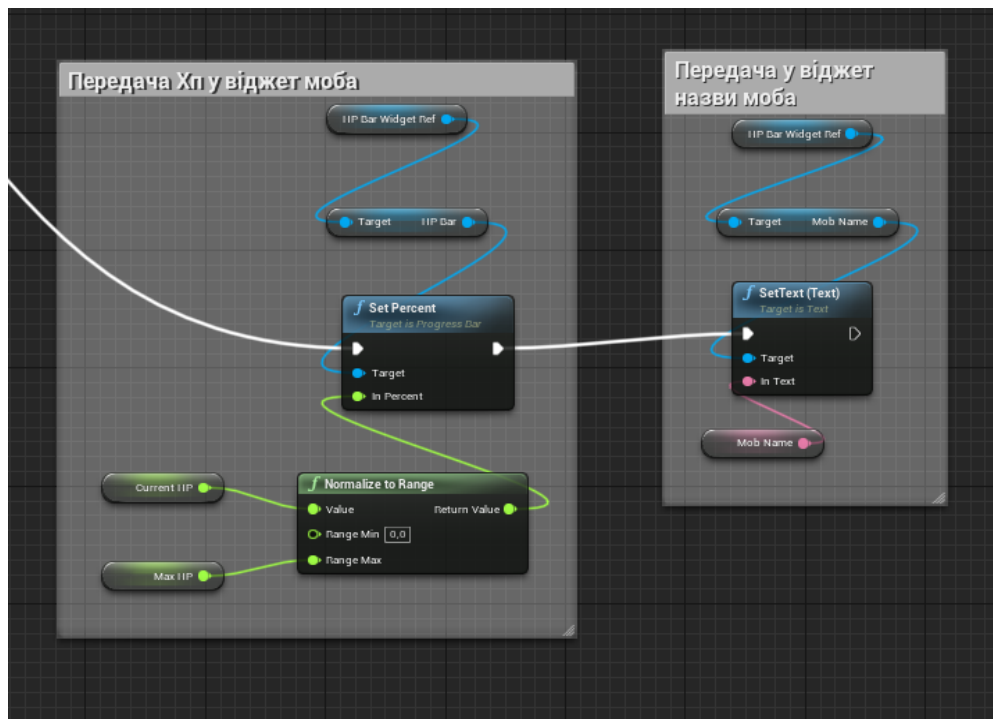 Передача Хп у віджет моба
HP Bar Widget Ref
Target HP Bar
Set Percent
Target is Progress Bar
Target
In Percent
Current HP
Max HP
Normalize to Range
Value Return Value
Range Min 0,0
Range Max
Передача у віджет
назви моба
HP Bar Widget Ref
Target Mob Name
SetText (Text)
Target is Text
Target
In Text
Mob Name